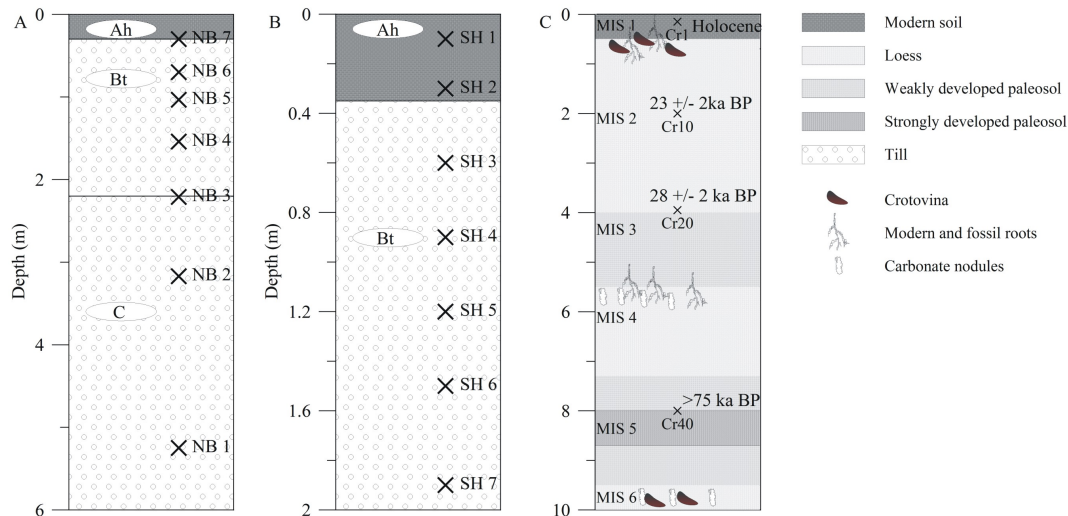 A
Depth (m)
0
2
4
6
Ah
Bt
C
NB 7
NB 6
NB 5
NB 4
NB 3
NB 2
NB 1
B
Depth (m)
0
0.4
0.8
1.2
1.6
2
Ah
Bt
SH 1
SH 2
SH 3
SH 4
SH 5
SH 6
SH 7
C
Depth (m)
0
2
4
6
8
10
MIS 1
Cr1
Holocene
23 +/- 2ka BP
MIS 2
Cr10
28 +/- 2 ka BP
MIS 3
Cr20
MIS 4
>75 ka BP
MIS 5
Cr40
MIS 6
Modern soil
Loess
Weakly developed paleosol
Strongly developed paleosol
Till
Crotovina
Modern and fossil roots
Carbonate nodules